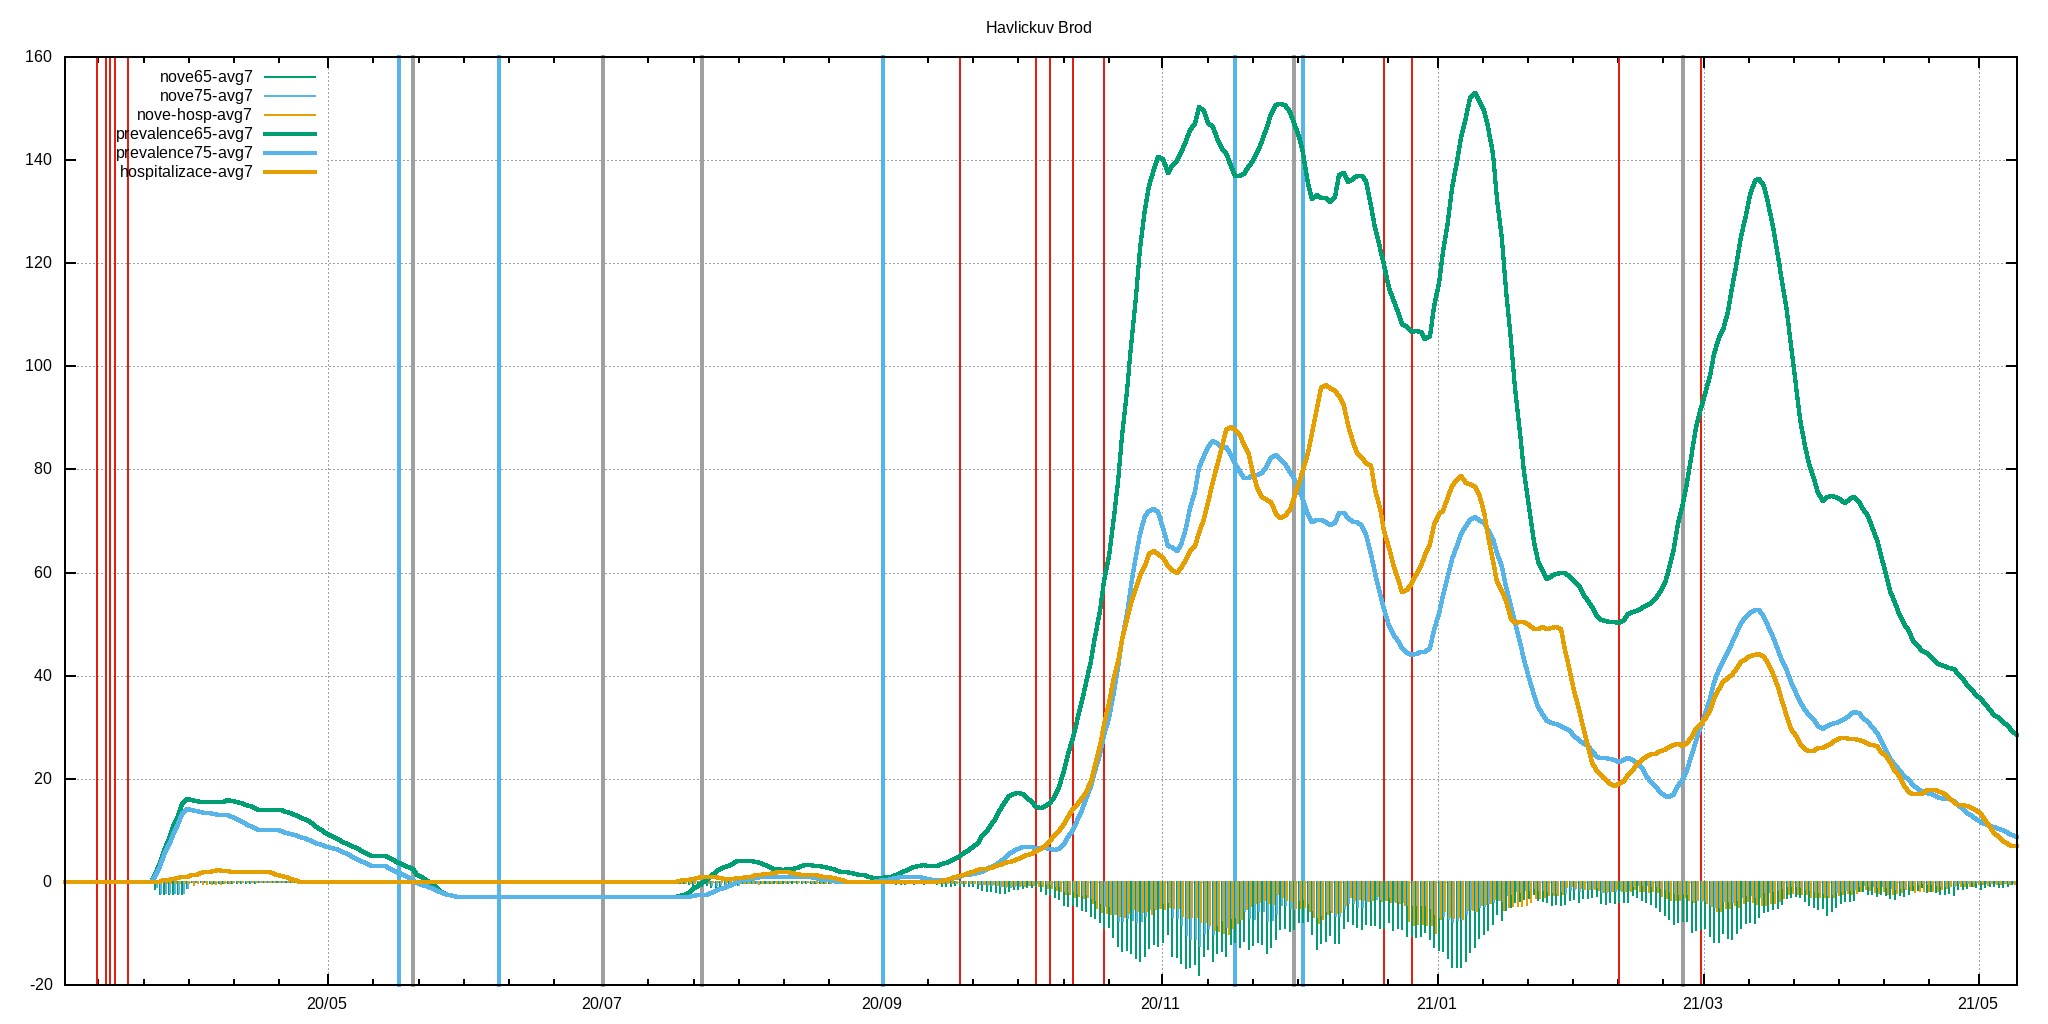 Havlickuv Brod
160
140
120
100
80
60
40
20
0
-20
nove65-avg7
nove75-avg7
nove-hosp-avg7
prevalence65-avg7
prevalence75-avg7
hospitalizace-avg7
20/05 20/07 20/09 20/11 21/01 21/03 21/05